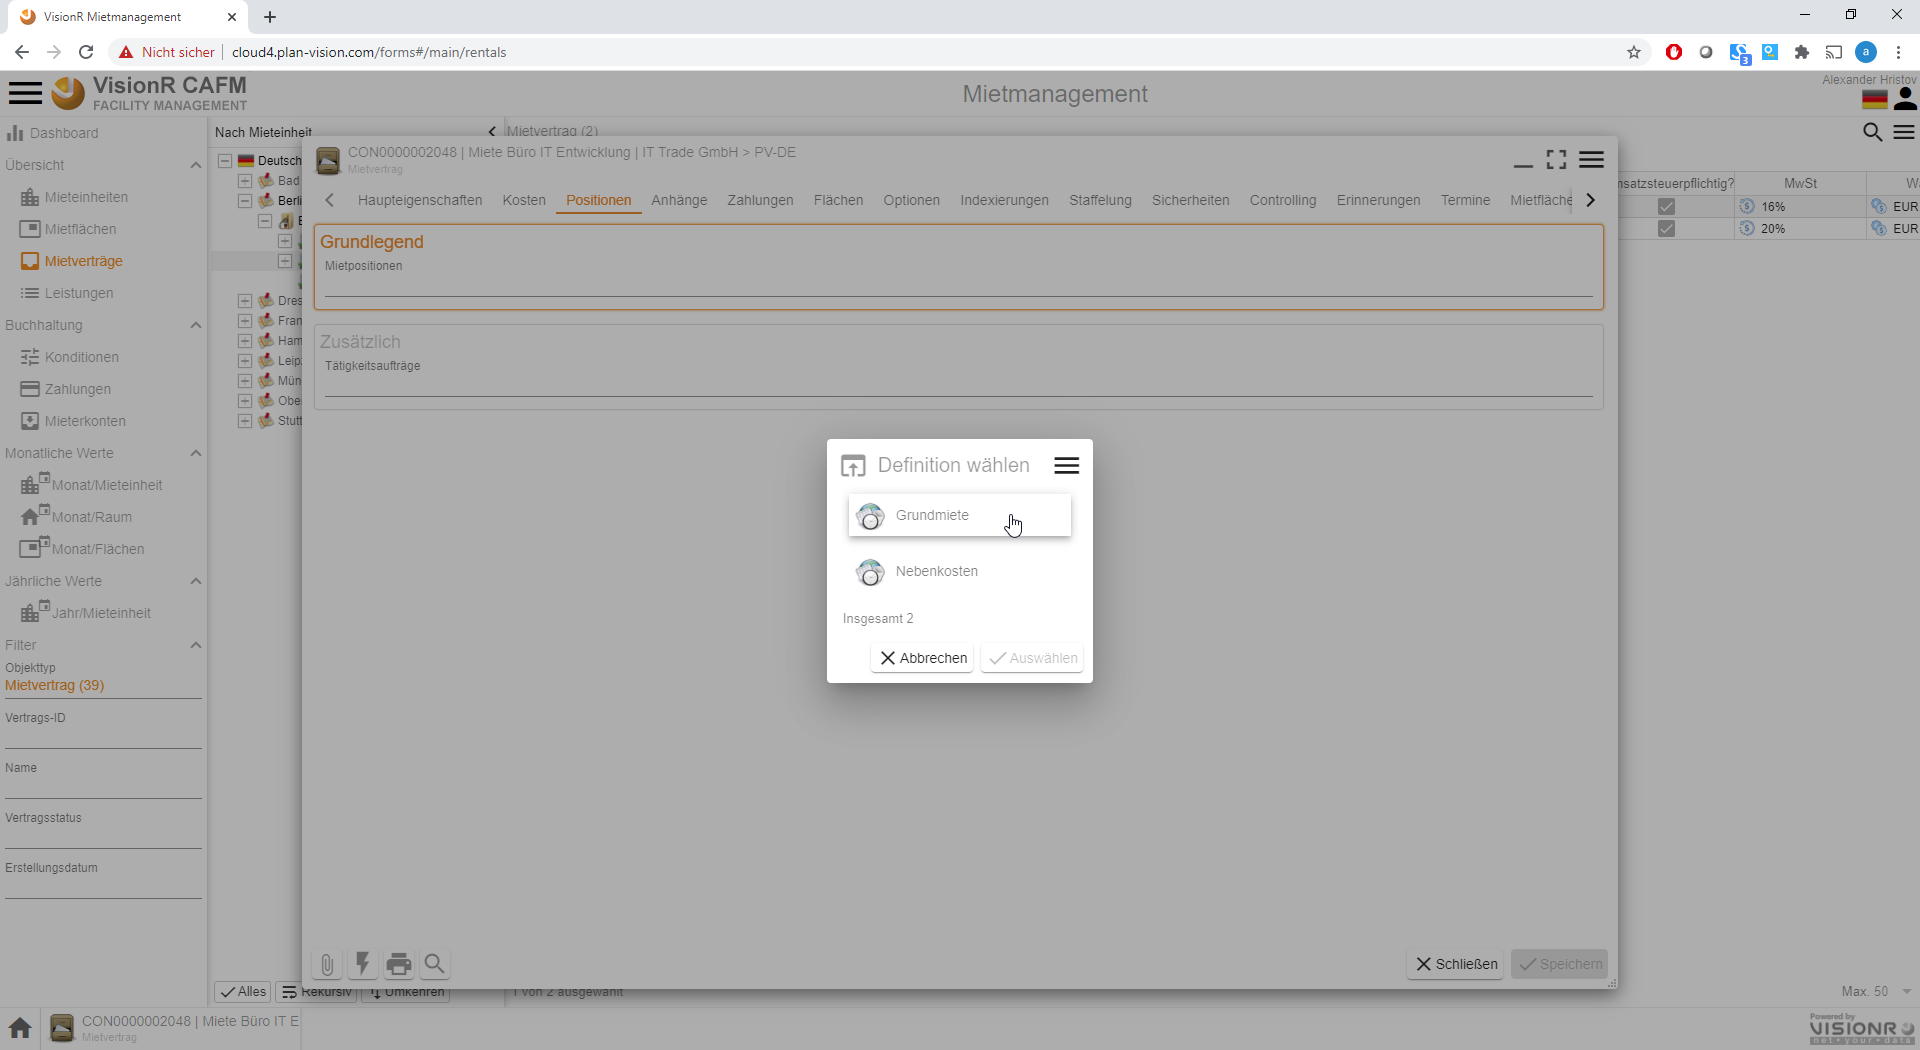 VisionR Mietmanagement
Nicht sicher
cloud4.plan-vision.com/forms#/main/rentals
3
a
VisionR CAFM
FACILITY MANAGEMENT
Mietmanagement
Alexander Hristov
Dashboard
Übersicht
Mieteinheiten
Mietflächen
Mietverträge
Leistungen
Buchhaltung
Konditionen
Zahlungen
Mieterkonten
Monatliche Werte
Monat/Mieteinheit
Monat/Raum
Monat/Flächen
Jährliche Werte
Jahr/Mieteinheit
Filter
Objekttyp
Mietvertrag (39)
Vertrags-ID
Name
Vertragsstatus
Erstellungsdatum
Nach Mieteinheit
Deutsch
Bad
Berli
Dres
Fran
Ham
Leip
Mün
Obe
Stutt
Alles
Rekursiv
Umkehren
Mietvertrag (2)
1 von 2 ausgewählt
Max. 50
CON0000002048 | Miete Büro IT Entwicklung | IT Trade GmbH > PV-DE
Mietvertrag
Haupteigenschaften
Kosten
Positionen
Anhänge
Zahlungen
Flächen
Optionen
Indexierungen
Staffelung
Sicherheiten
Controlling
Erinnerungen
Termine
Mietfläche
Grundlegend
Mietpositionen
Zusätzlich
Tätigkeitsaufträge
Schließen
Speichern
nsatzsteuerpflichtig?
MwSt
Wä
16%
EUR
20%
EUR
Definition wählen
Grundmiete
Nebenkosten
Insgesamt 2
Abbrechen
Auswählen
CON0000002048 | Miete Büro IT E
Mietvertrag
Powered by
VISIONR
net • your • data